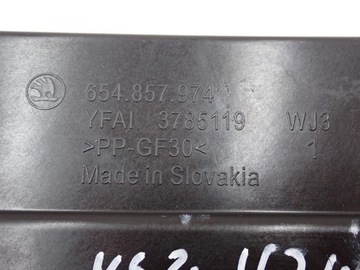 654.857.974
YFAI 3785119 WJ3
>PP-GF30< 1
Made in Slovakia